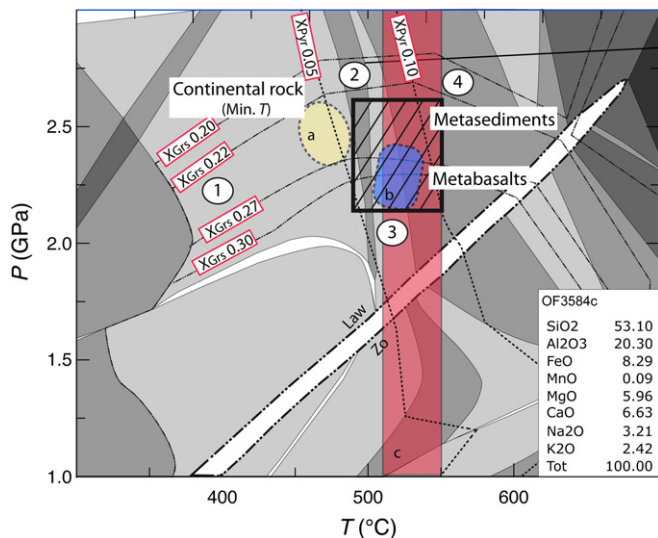 P (GPa)
2.5
2.0
1.5
1.0
400
500
600
T (°C)
XPyr 0.05
XPyr 0.10
XGrs 0.20
XGrs 0.22
XGrs 0.27
XGrs 0.30
Continental rock
(Min. T)
1
2
3
4
a
b
c
Metasediments
Metabasalts
Law
Zo
OF3584c
SiO2 53.10
Al2O3 20.30
FeO 8.29
MnO 0.09
MgO 5.96
CaO 6.63
Na2O 3.21
K2O 2.42
Tot 100.00